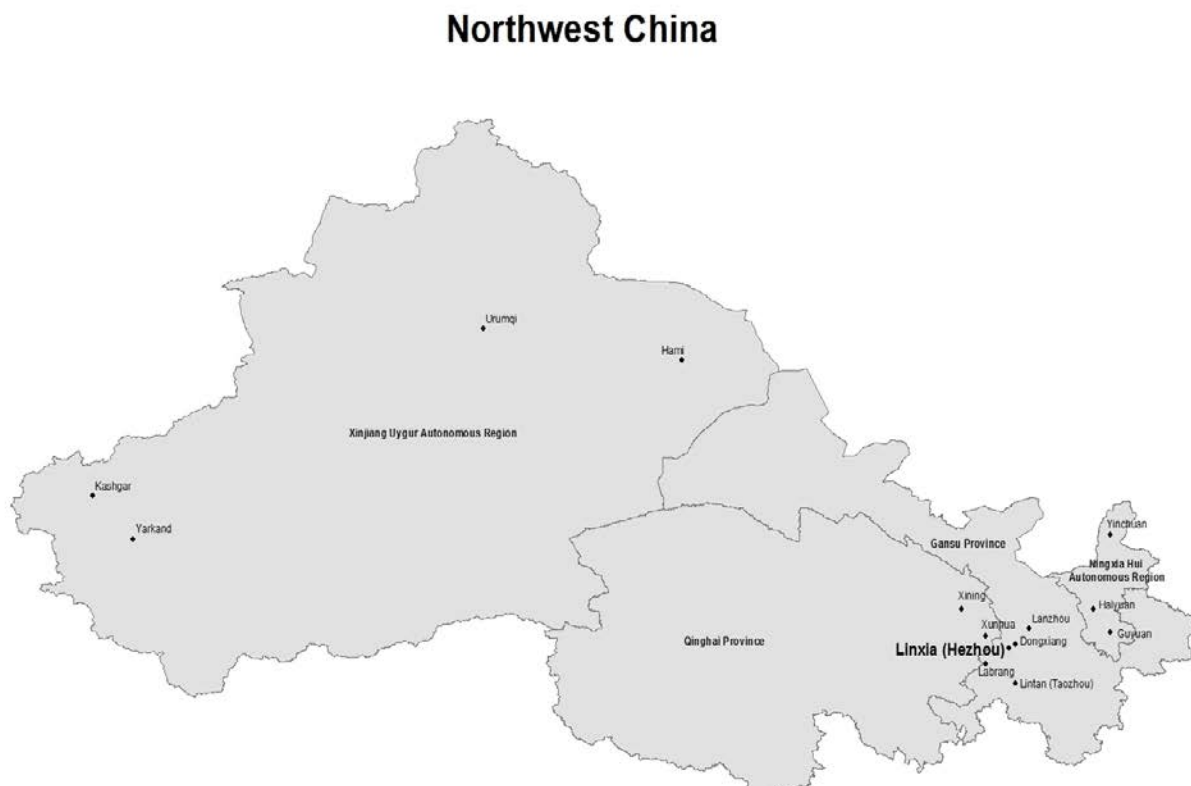 Northwest China
Urumqi
Hami
Xinjiang Uygur Autonomous Region
Kashgar
Yarkand
Yinchuan
Gansu Province
Ningxia Hui
Autonomous Region
Xining
Haiyuan
Xunhua
Lanzhou
Guyuan
Qinghai Province
Linxia (Hezhou)
Dongxiang
Labrang
Lintan (Taozhou)